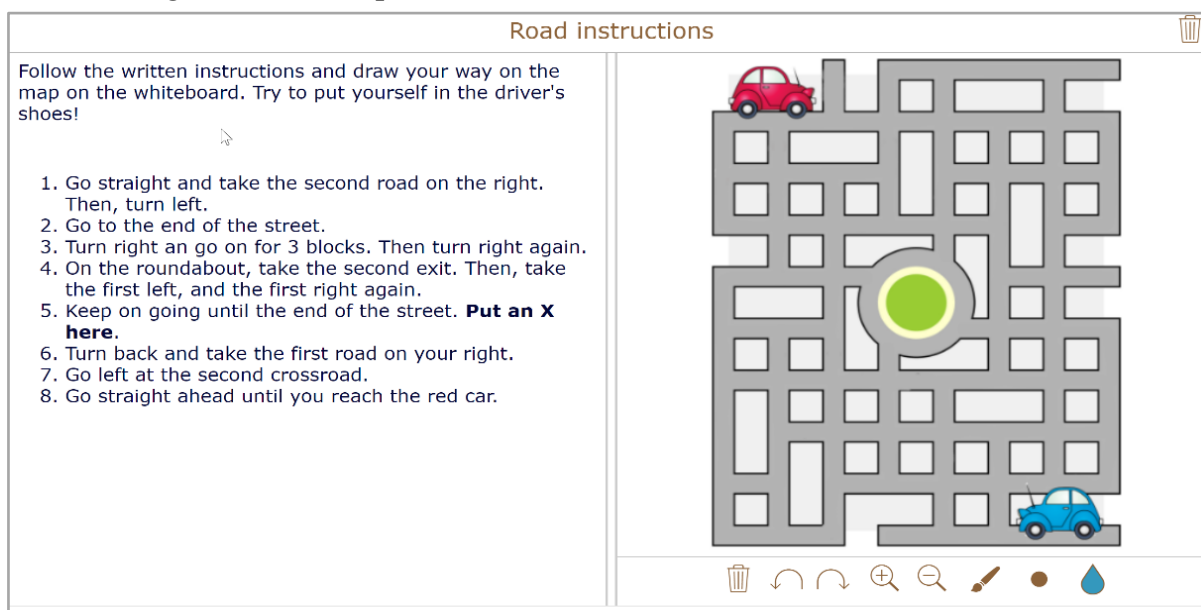 Road instructions
Follow the written instructions and draw your way on the
map on the whiteboard. Try to put yourself in the driver's
shoes!
1. Go straight and take the second road on the right.
Then, turn left.
2. Go to the end of the street.
3. Turn right an go on for 3 blocks. Then turn right again.
4. On the roundabout, take the second exit. Then, take
the first left, and the first right again.
5. Keep on going until the end of the street. Put an X
here.
6. Turn back and take the first road on your right.
7. Go left at the second crossroad.
8. Go straight ahead until you reach the red car.